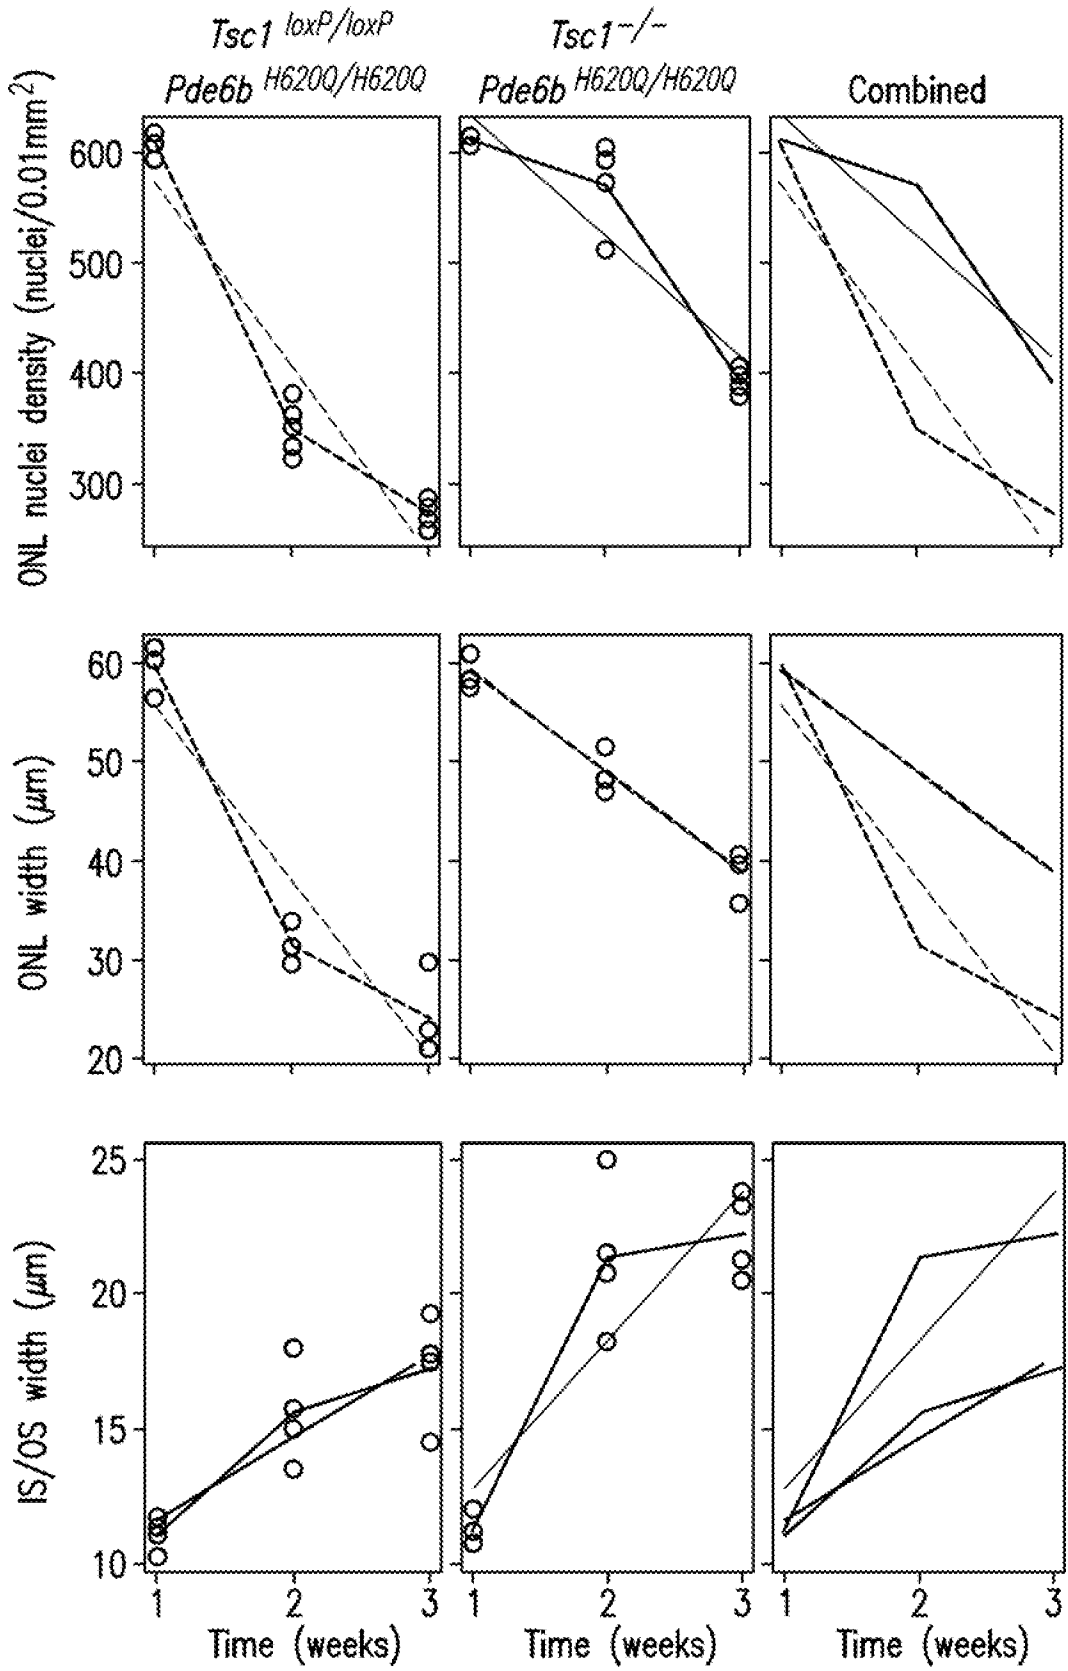 Tsc1 loxP/loxP
Tsc1 −/−
Pde6b H620Q/H620Q
Pde6b H620Q/H620Q
Combined
ONL nuclei density (nuclei/0.01mm2)
600
500
400
300
ONL width (μm)
60
50
40
30
20
IS/OS width (μm)
25
20
15
10
1 2 3
1 2 3
1 2 3
Time (weeks)
Time (weeks)
Time (weeks)